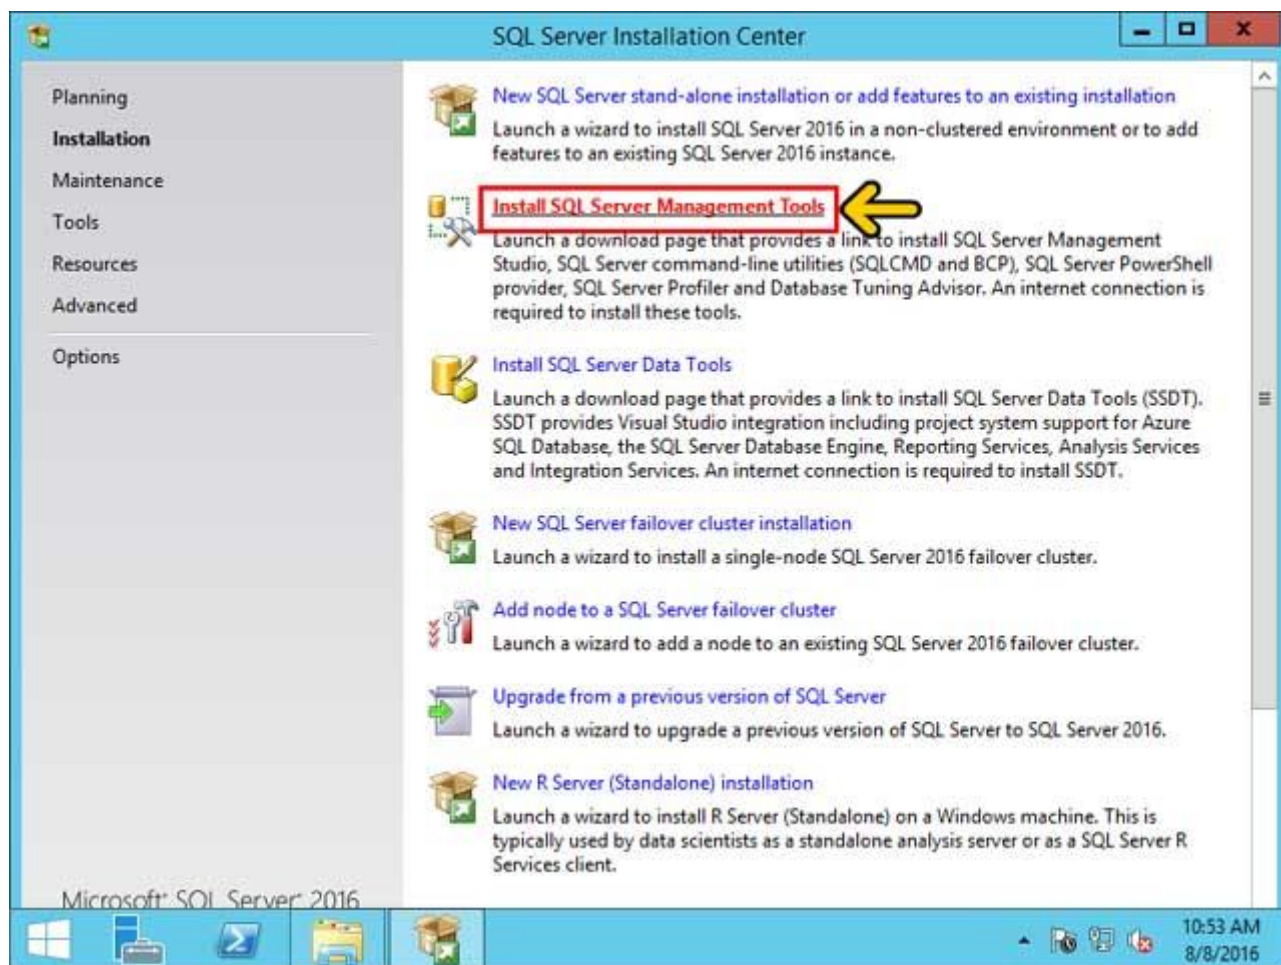 SQL Server Installation Center
Planning
Installation
Maintenance
Tools
Resources
Advanced
Options
New SQL Server stand-alone installation or add features to an existing installation
Launch a wizard to install SQL Server 2016 in a non-clustered environment or to add
features to an existing SQL Server 2016 instance.
Install SQL Server Management Tools
Launch a download page that provides a link to install SQL Server Management
Studio, SQL Server command-line utilities (SQLCMD and BCP), SQL Server PowerShell
provider, SQL Server Profiler and Database Tuning Advisor. An internet connection is
required to install these tools.
Install SQL Server Data Tools
Launch a download page that provides a link to install SQL Server Data Tools (SSDT).
SSDT provides Visual Studio integration including project system support for Azure
SQL Database, the SQL Server Database Engine, Reporting Services, Analysis Services
and Integration Services. An internet connection is required to install SSDT.
New SQL Server failover cluster installation
Launch a wizard to install a single-node SQL Server 2016 failover cluster.
Add node to a SQL Server failover cluster
Launch a wizard to add a node to an existing SQL Server 2016 failover cluster.
Upgrade from a previous version of SQL Server
Launch a wizard to upgrade a previous version of SQL Server to SQL Server 2016.
New R Server (Standalone) installation
Launch a wizard to install R Server (Standalone) on a Windows machine. This is
typically used by data scientists as a standalone analysis server or as a SQL Server R
Services client.
Microsoft SQL Server 2016
10:53 AM
8/8/2016